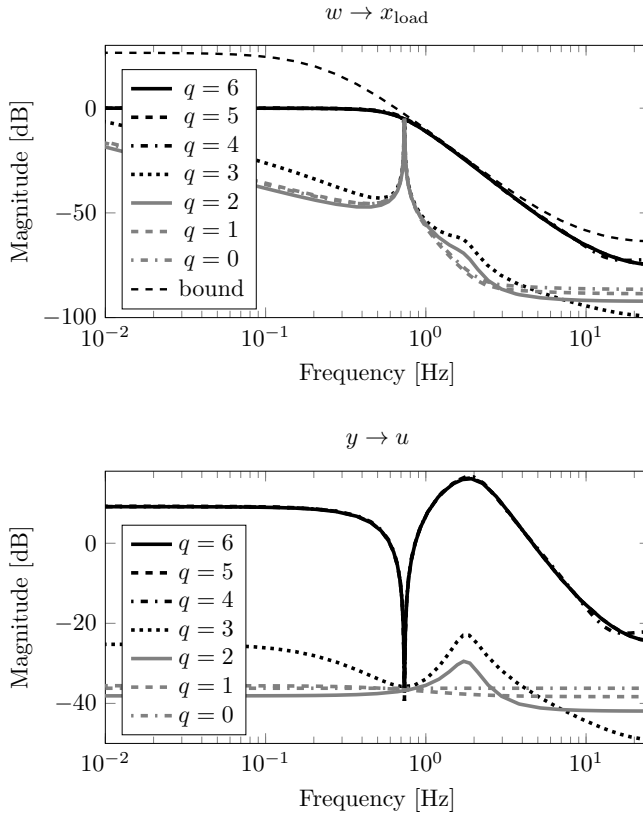 w → x_load
0
−50
−100
Magnitude [dB]
q = 6
q = 5
q = 4
q = 3
q = 2
q = 1
q = 0
bound
10^−2
10^−1
10^0
10^1
Frequency [Hz]
y → u
0
−20
−40
Magnitude [dB]
q = 6
q = 5
q = 4
q = 3
q = 2
q = 1
q = 0
10^−2
10^−1
10^0
10^1
Frequency [Hz]